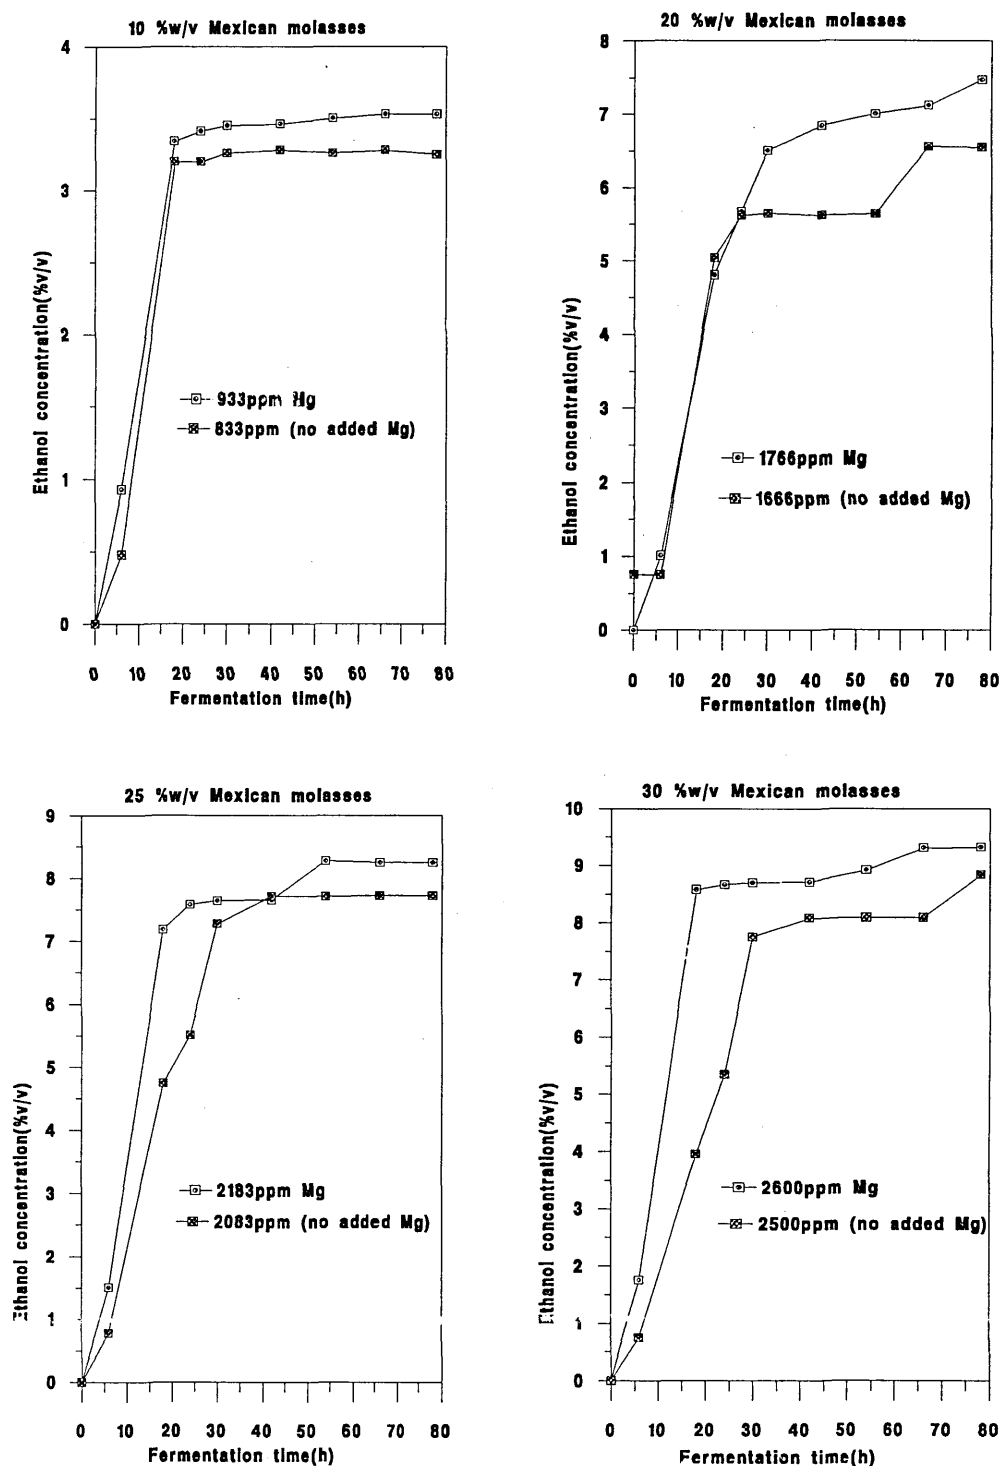 10 %w/v Mexican molasses
4
3
2
1
0
Ethanol concentration(%v/v)
933ppm Mg
833ppm (no added Mg)
0 10 20 30 40 50 60 70 80
Fermentation time(h)
20 %w/v Mexican molasses
8
7
6
5
4
3
2
1
0
Ethanol concentration(%v/v)
1766ppm Mg
1666ppm (no added Mg)
0 10 20 30 40 50 60 70 80
Fermentation time(h)
25 %w/v Mexican molasses
9
8
7
6
5
4
3
2
1
0
Ethanol concentration(%v/v)
2183ppm Mg
2083ppm (no added Mg)
0 10 20 30 40 50 60 70 80
Fermentation time(h)
30 %w/v Mexican molasses
10
9
8
7
6
5
4
3
2
1
0
Ethanol concentration(%v/v)
2600ppm Mg
2500ppm (no added Mg)
0 10 20 30 40 50 60 70 80
Fermentation time(h)